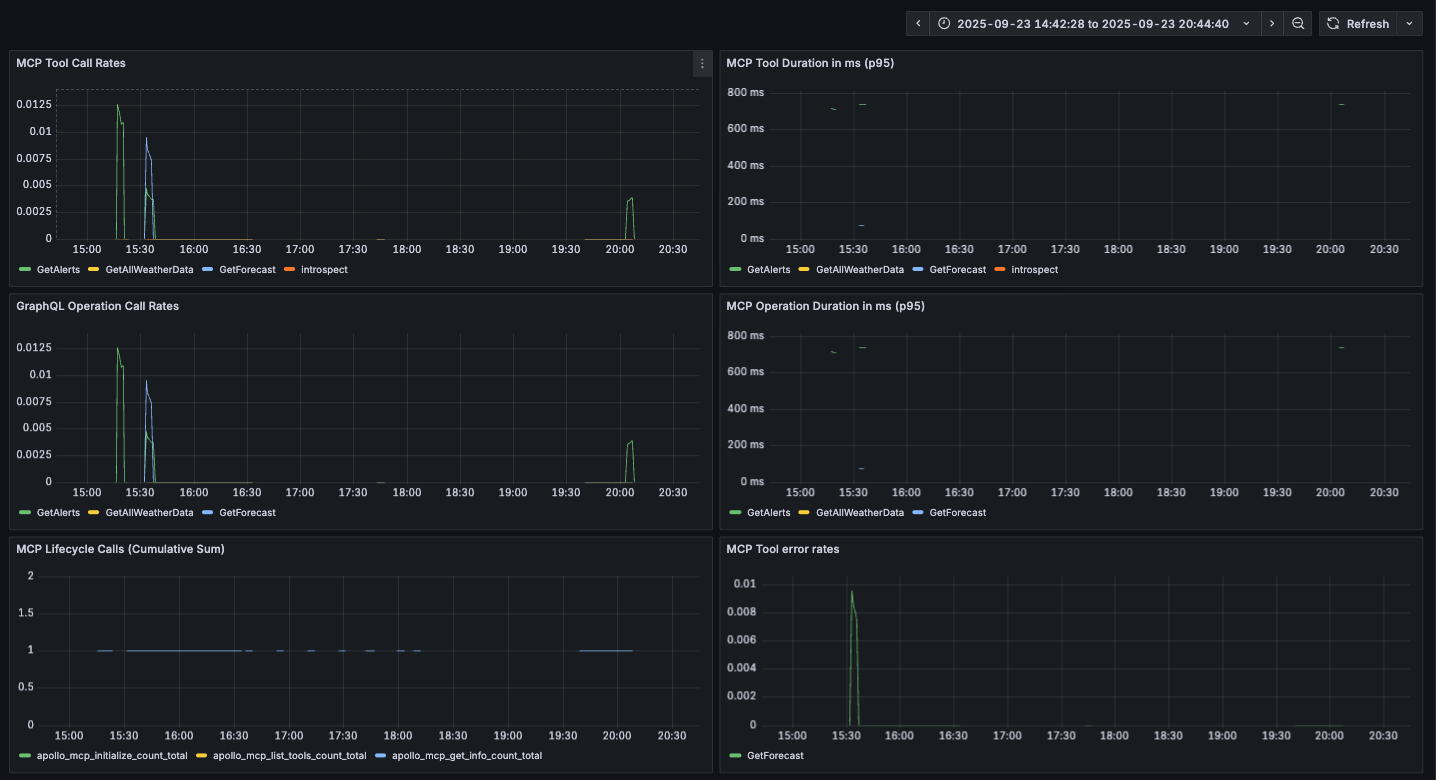 2025-09-23 14:42:28 to 2025-09-23 20:44:40 Refresh
MCP Tool Call Rates
0.0125
0.01
0.0075
0.005
0.0025
0
15:00 15:30 16:00 16:30 17:00 17:30 18:00 18:30 19:00 19:30 20:00 20:30
GetAlerts GetAllWeatherData GetForecast introspect
MCP Tool Duration in ms (p95)
800 ms
600 ms
400 ms
200 ms
0 ms
15:00 15:30 16:00 16:30 17:00 17:30 18:00 18:30 19:00 19:30 20:00 20:30
GetAlerts GetAllWeatherData GetForecast introspect
GraphQL Operation Call Rates
0.0125
0.01
0.0075
0.005
0.0025
0
15:00 15:30 16:00 16:30 17:00 17:30 18:00 18:30 19:00 19:30 20:00 20:30
GetAlerts GetAllWeatherData GetForecast
MCP Operation Duration in ms (p95)
800 ms
600 ms
400 ms
200 ms
0 ms
15:00 15:30 16:00 16:30 17:00 17:30 18:00 18:30 19:00 19:30 20:00 20:30
GetAlerts GetAllWeatherData GetForecast
MCP Lifecycle Calls (Cumulative Sum)
2
1.5
1
0.5
0
15:00 15:30 16:00 16:30 17:00 17:30 18:00 18:30 19:00 19:30 20:00 20:30
apollo_mcp_initialize_count_total apollo_mcp_list_tools_count_total apollo_mcp_get_info_count_total
MCP Tool error rates
0.01
0.008
0.006
0.004
0.002
0
15:00 15:30 16:00 16:30 17:00 17:30 18:00 18:30 19:00 19:30 20:00 20:30
GetForecast